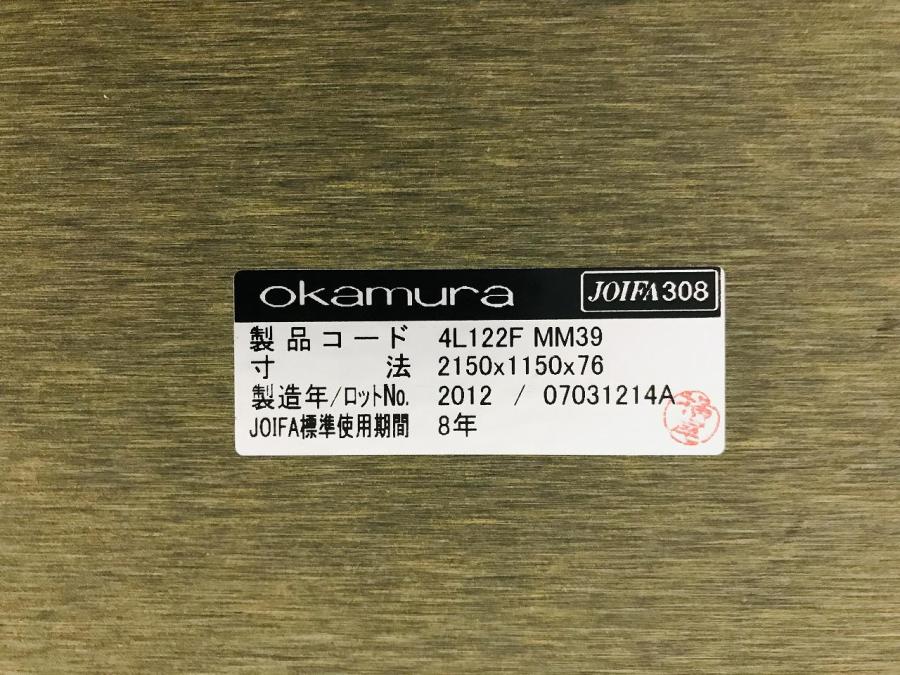 okamura JOIFA308
製品コード 4L122F MM39
寸法 2150x1150x76
製造年/ロットNo. 2012 / 07031214A
JOIFA標準使用期間 8年